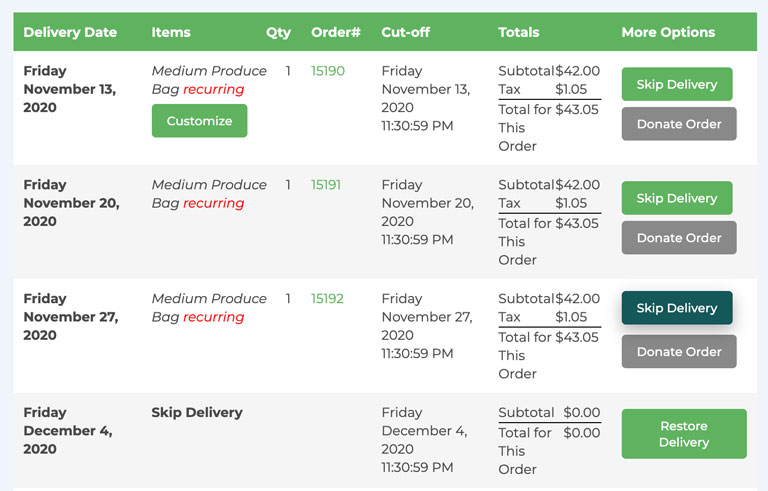 Delivery Date Items Qty Order# Cut-off Totals More Options
Friday Medium Produce 1 15190 Friday Subtotal $42.00 Skip Delivery
November 13, Bag recurring November 13, Tax $1.05
2020 Customize 2020 Total for $43.05 Donate Order
11:30:59 PM This
Order
Friday Medium Produce 1 15191 Friday Subtotal $42.00 Skip Delivery
November 20, Bag recurring November 20, Tax $1.05
2020 2020 Total for $43.05 Donate Order
11:30:59 PM This
Order
Friday Medium Produce 1 15192 Friday Subtotal $42.00 Skip Delivery
November 27, Bag recurring November 27, Tax $1.05
2020 2020 Total for $43.05 Donate Order
11:30:59 PM This
Order
Friday Skip Delivery Friday Subtotal $0.00 Restore
December 4, December 4, Total for $0.00 Delivery
2020 2020 This
11:30:59 PM Order